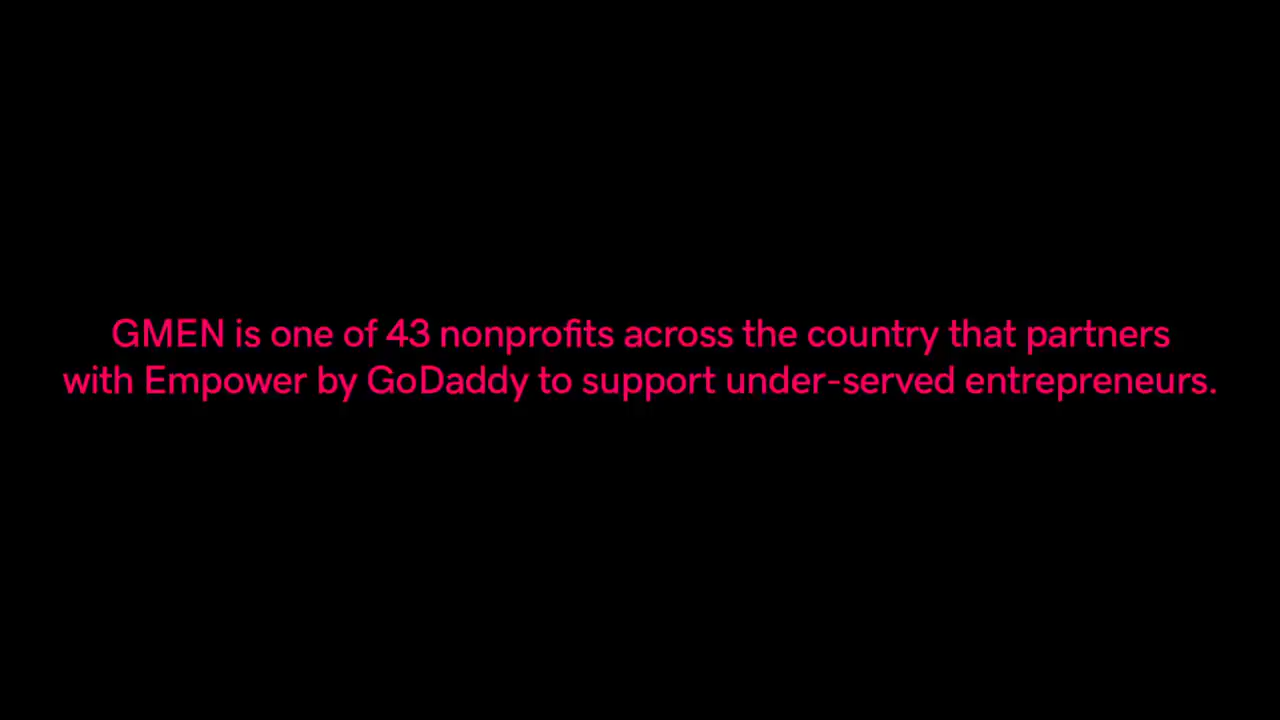 GMEN is one of 43 nonprofits across the country that partners
with Empower by GoDaddy to support under-served entrepreneurs.